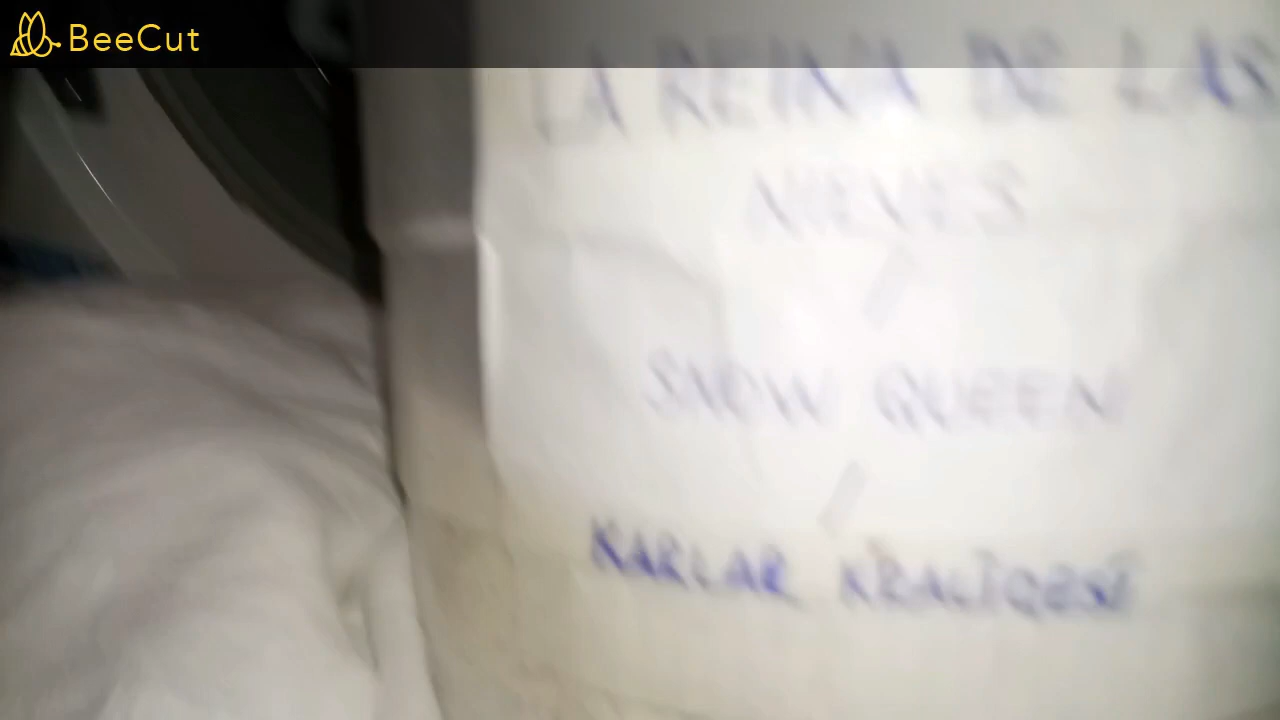 BeeCut
LA REINA DE LAS
NIEVES
/
SNOW QUEEN
/
KARLAR KRALİÇESİ